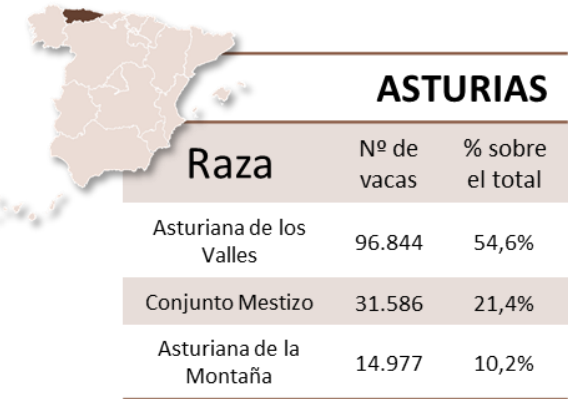 ASTURIAS
Raza
Nº de
vacas
% sobre
el total
Asturiana de los
Valles
96.844
54,6%
Conjunto Mestizo
31.586
21,4%
Asturiana de la
Montaña
14.977
10,2%